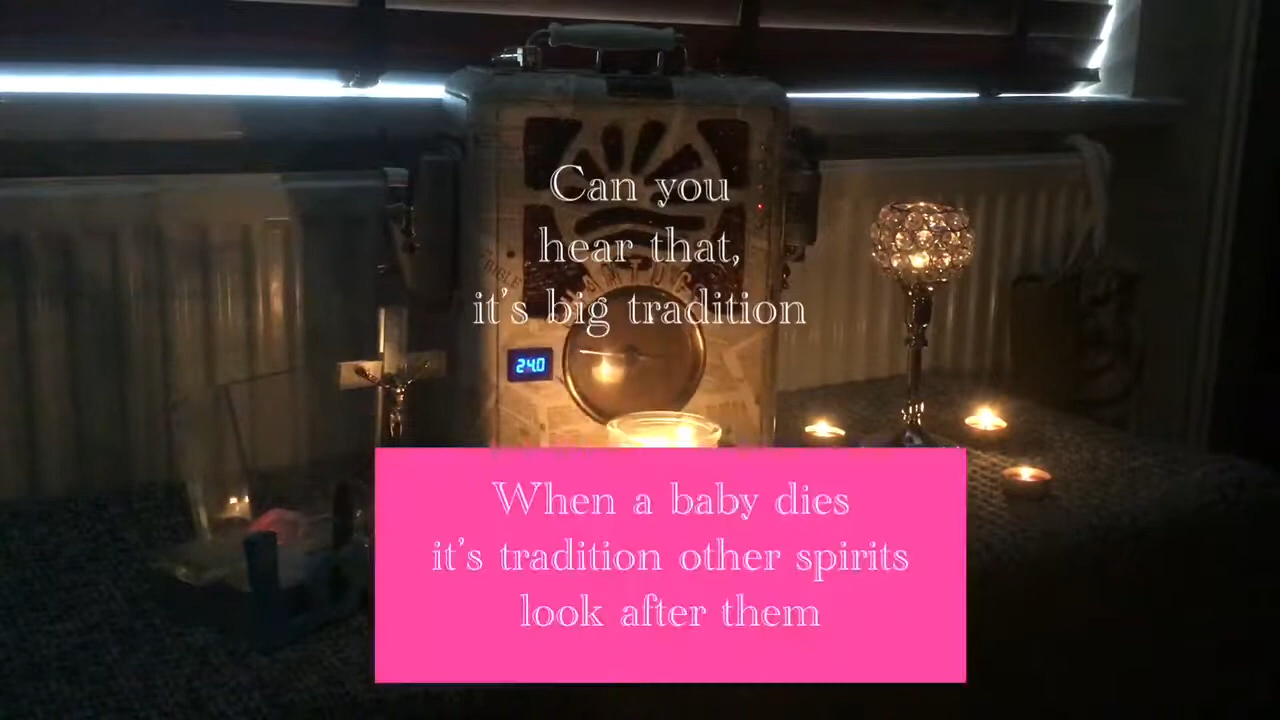 Can you
hear that,
it's big tradition
24.0
When a baby dies
it's tradition other spirits
look after them